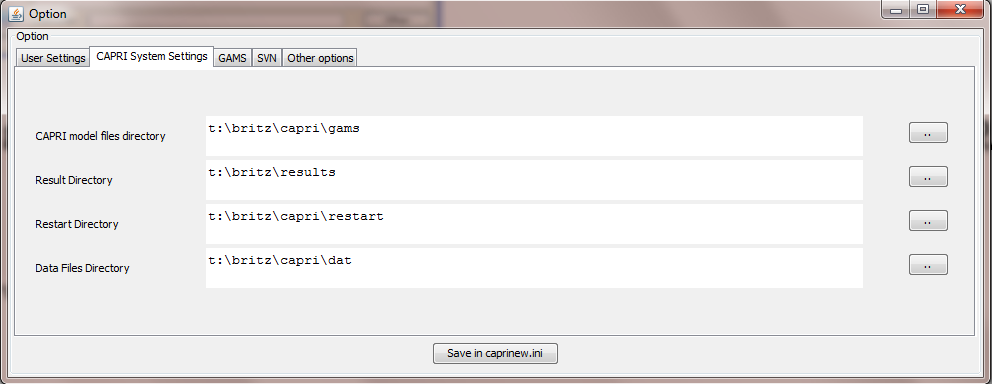 Option
Option
User Settings CAPRI System Settings GAMS SVN Other options
CAPRI model files directory t:\britz\capri\gams ..
Result Directory t:\britz\results ..
Restart Directory t:\britz\capri\restart ..
Data Files Directory t:\britz\capri\dat ..
Save in caprinew.ini